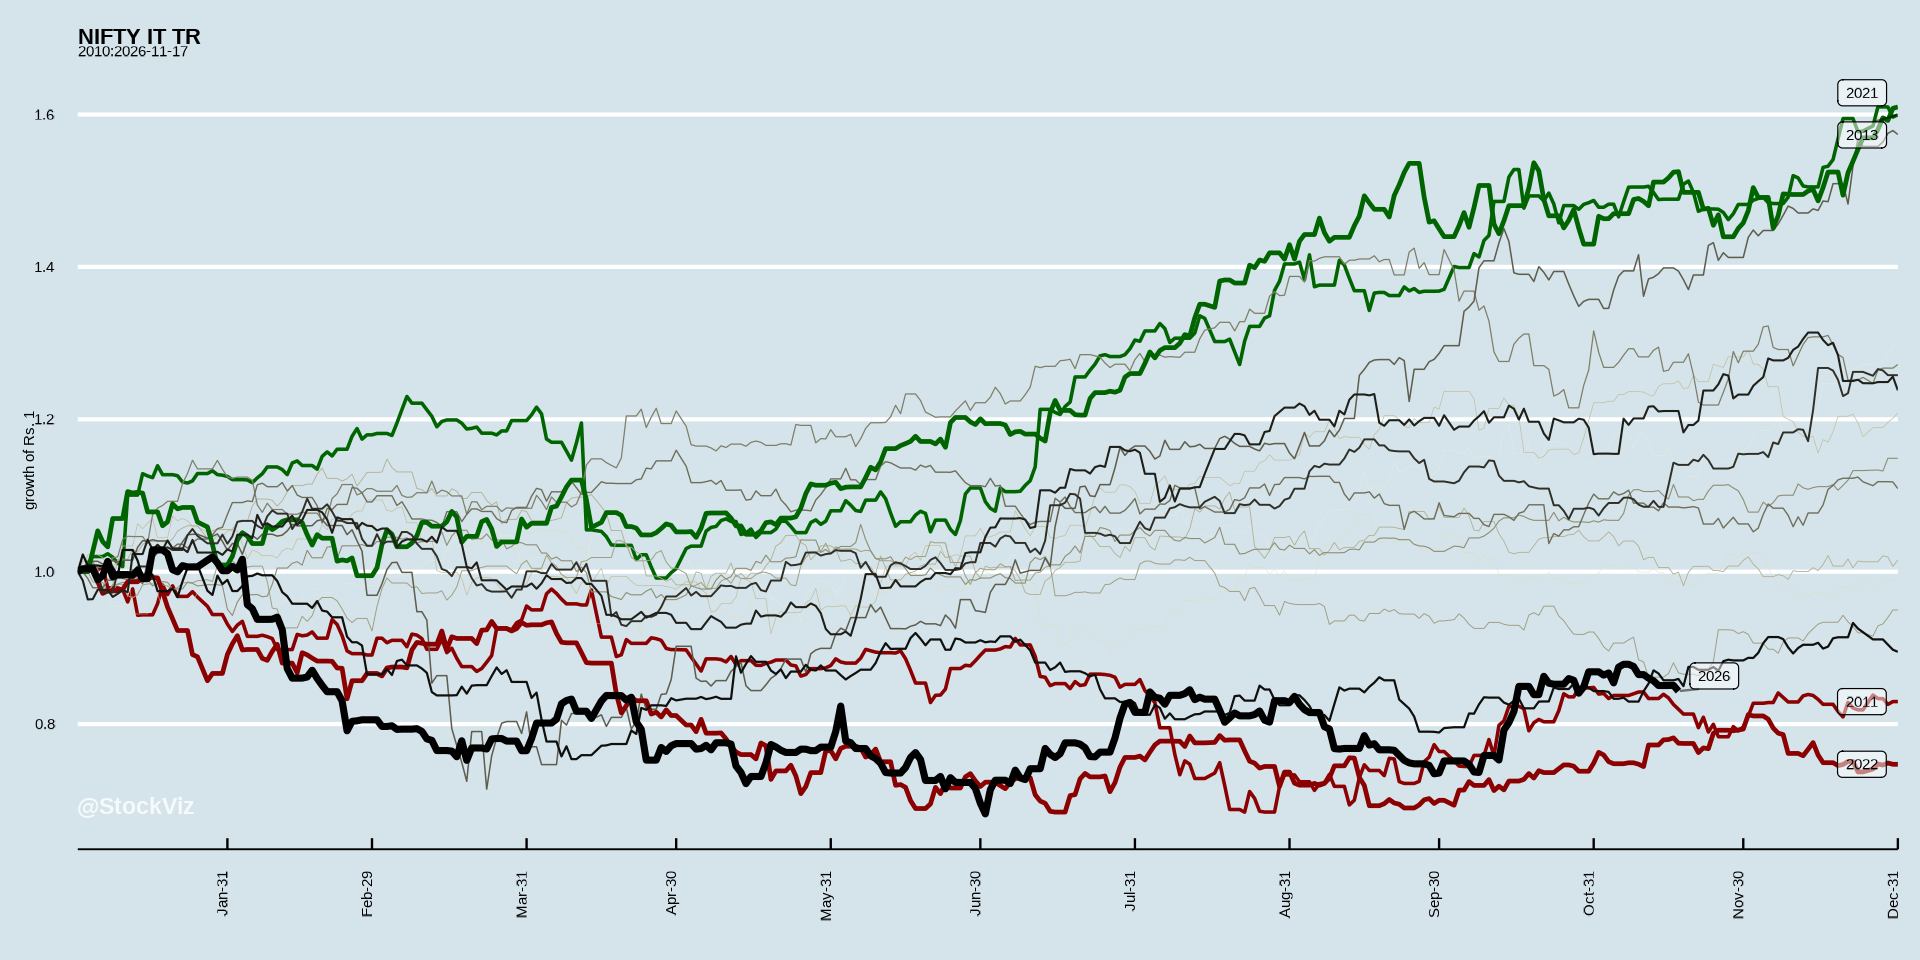 NIFTY IT TR
2010:2026-11-17
growth of Rs. 1
1.6
1.4
1.2
1.0
0.8
2021
2013
2026
2011
2022
@StockViz
Jan-31
Feb-29
Mar-31
Apr-30
May-31
Jun-30
Jul-31
Aug-31
Sep-30
Oct-31
Nov-30
Dec-31